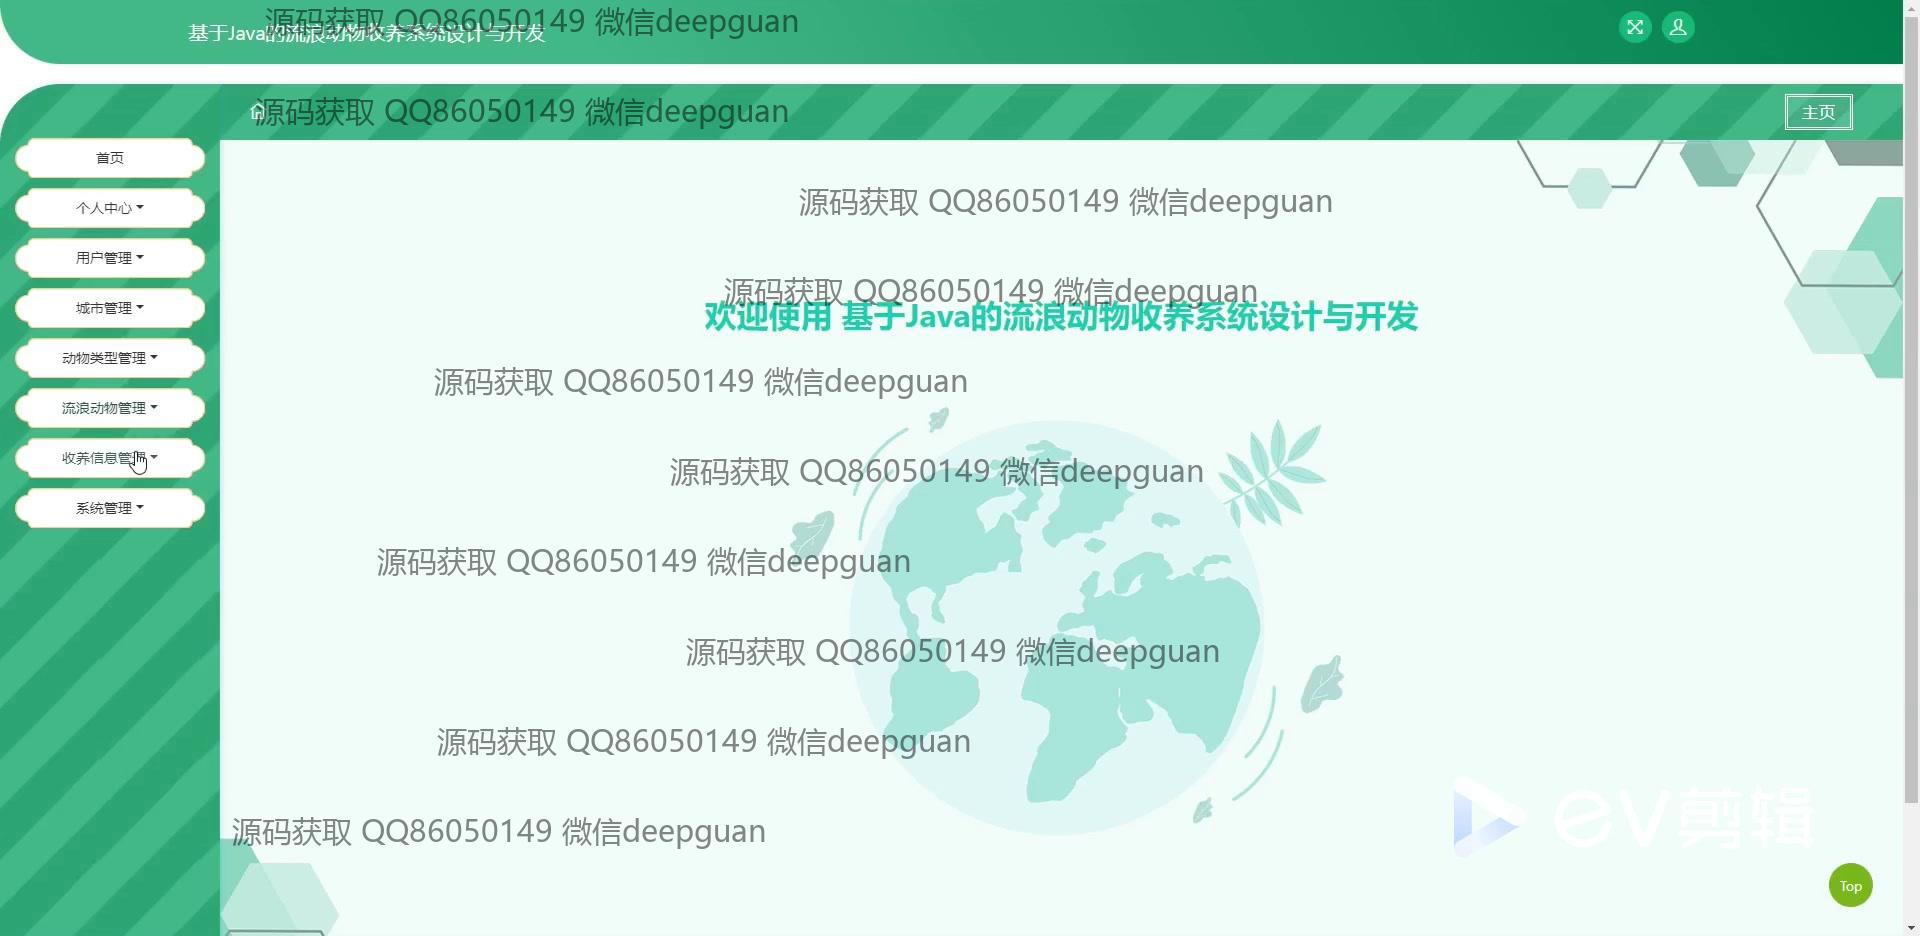 源码获取 QQ86050149 微信deepguan
基于Java的流浪动物收养系统设计与开发
源码获取 QQ86050149 微信deepguan
主页
首页
个人中心
用户管理
城市管理
动物类型管理
流浪动物管理
收养信息管理
系统管理
源码获取 QQ86050149 微信deepguan
源码获取 QQ86050149 微信deepguan
欢迎使用 基于Java的流浪动物收养系统设计与开发
源码获取 QQ86050149 微信deepguan
源码获取 QQ86050149 微信deepguan
源码获取 QQ86050149 微信deepguan
源码获取 QQ86050149 微信deepguan
源码获取 QQ86050149 微信deepguan
源码获取 QQ86050149 微信deepguan
eV剪辑
Top